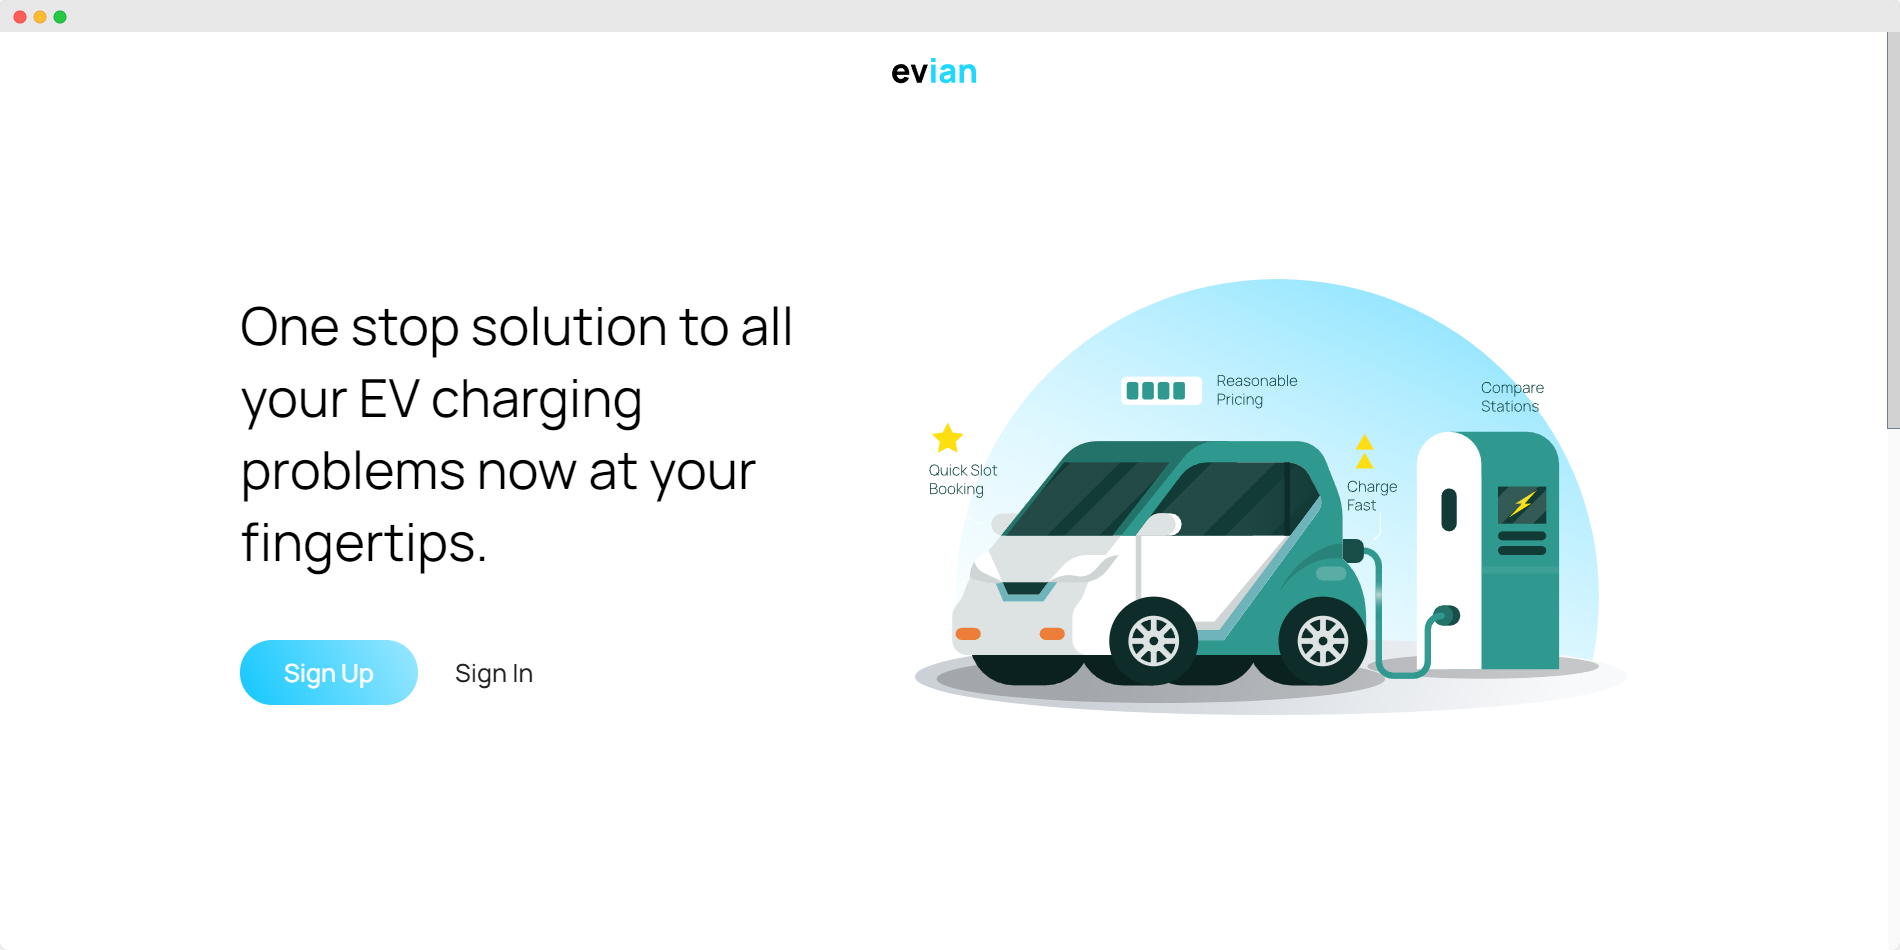 evian
One stop solution to all
your EV charging
problems now at your
fingertips.
Sign Up
Sign In
Reasonable
Pricing
Compare
Stations
Quick Slot
Booking
Charge
Fast